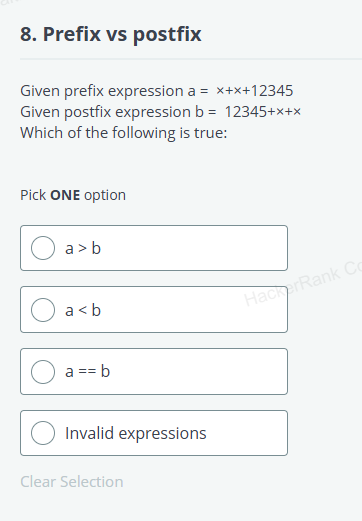 8. Prefix vs postfix
Given prefix expression a = ×+×+12345
Given postfix expression b = 12345+×+×
Which of the following is true:
Pick ONE option
a > b
a < b
HackerRank Co
a == b
Invalid expressions
Clear Selection